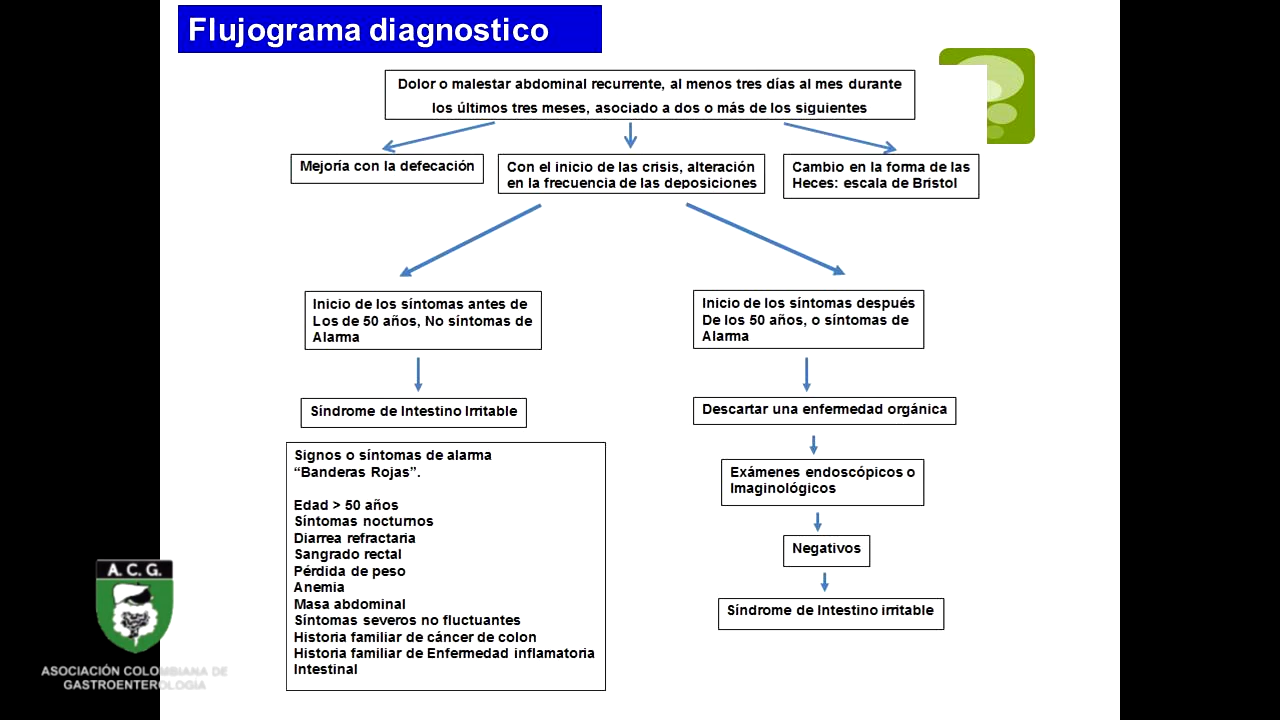 Flujograma diagnostico
Dolor o malestar abdominal recurrente, al menos tres días al mes durante
los últimos tres meses, asociado a dos o más de los siguientes
Mejoría con la defecación
Con el inicio de las crisis, alteración
en la frecuencia de las deposiciones
Cambio en la forma de las
Heces: escala de Bristol
Inicio de los síntomas antes de
Los de 50 años, No síntomas de
Alarma
Inicio de los síntomas después
De los 50 años, o síntomas de
Alarma
Síndrome de Intestino Irritable
Descartar una enfermedad orgánica
Signos o síntomas de alarma
“Banderas Rojas”.
Edad > 50 años
Síntomas nocturnos
Diarrea refractaria
Sangrado rectal
Pérdida de peso
Anemia
Masa abdominal
Síntomas severos no fluctuantes
Historia familiar de cáncer de colon
Historia familiar de Enfermedad inflamatoria
Intestinal
Exámenes endoscópicos o
Imaginológicos
Negativos
Síndrome de Intestino irritable
A. C. G.
ASOCIACIÓN COLOMBIANA DE
GASTROENTEROLOGÍA